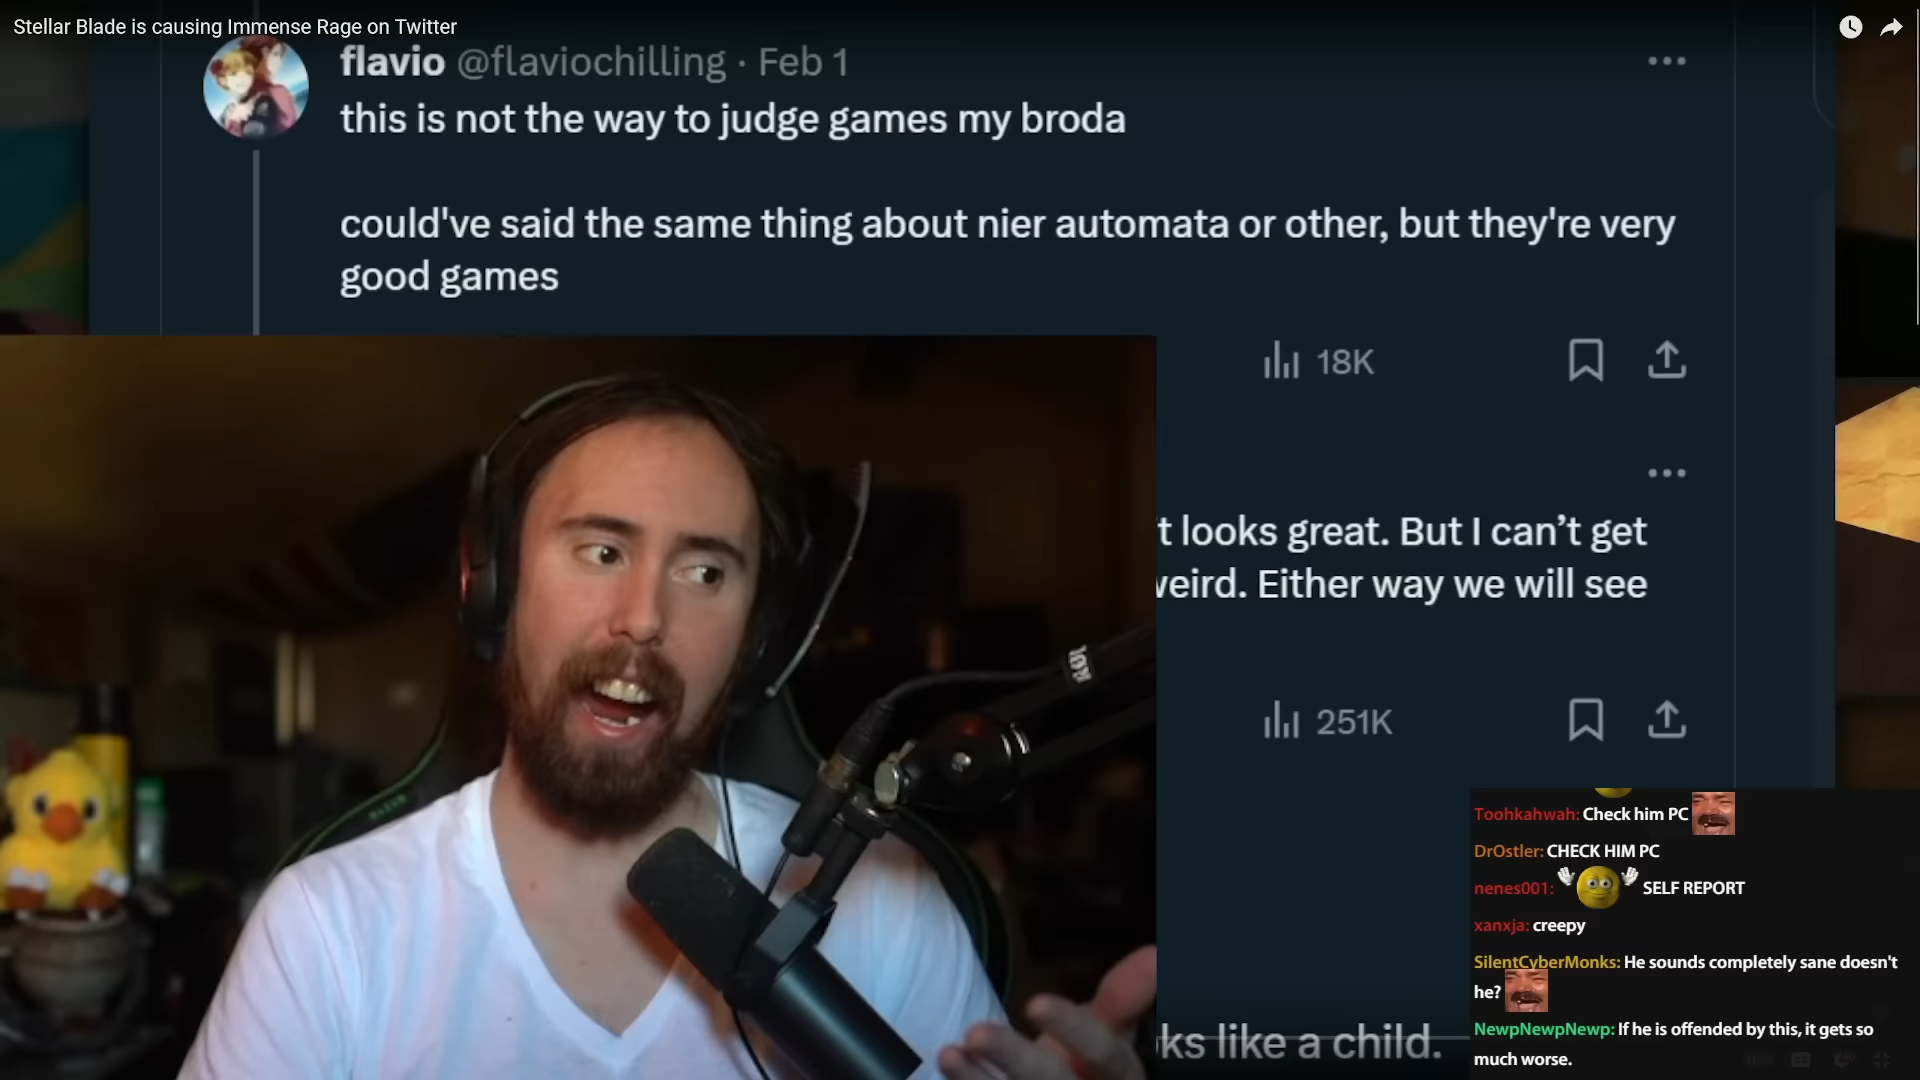 Stellar Blade is causing Immense Rage on Twitter
flavio @flaviochilling · Feb 1
this is not the way to judge games my broda
could've said the same thing about nier automata or other, but they're very
good games
18K
t looks great. But I can’t get
weird. Either way we will see
251K
ks like a child.
Toohkahwah: Check him PC
DrOstler: CHECK HIM PC
nenes001: SELF REPORT
xanxja: creepy
SilentCyberMonks: He sounds completely sane doesn't
he?
NewpNewpNewp: If he is offended by this, it gets so
much worse.